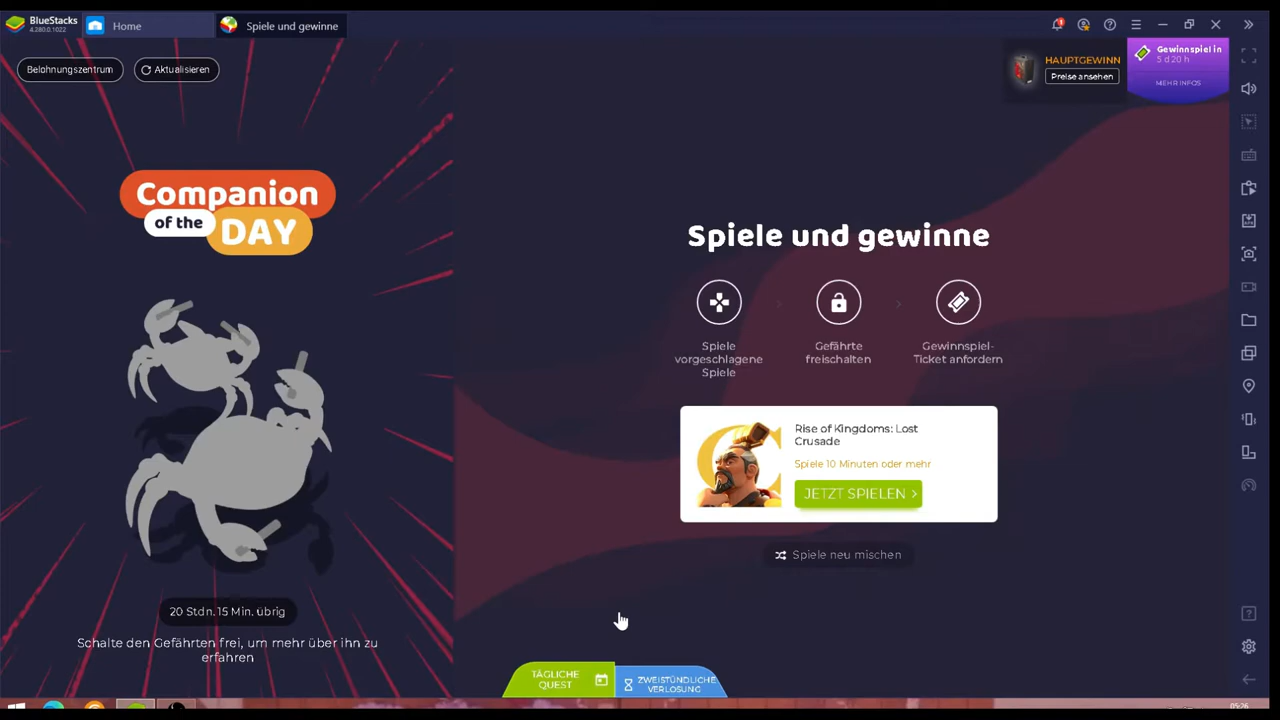 BlueStacks
4.280.0.1022
Home
Spiele und gewinne
Belohnungszentrum
Aktualisieren
HAUPTGEWINN
Preise ansehen
Gewinnspiel in
5 d 20 h
MEHR INFOS
Companion
of the
DAY
Spiele und gewinne
Spiele
vorgeschlagene
Spiele
Gefährte
freischalten
Gewinnspiel-
Ticket anfordern
Rise of Kingdoms: Lost
Crusade
Spiele 10 Minuten oder mehr
JETZT SPIELEN
Spiele neu mischen
20 Stdn. 15 Min. übrig
Schalte den Gefährten frei, um mehr über ihn zu
erfahren
TÄGLICHE
QUEST
ZWEISTÜNDLICHE
VERLOSUNG
05:26